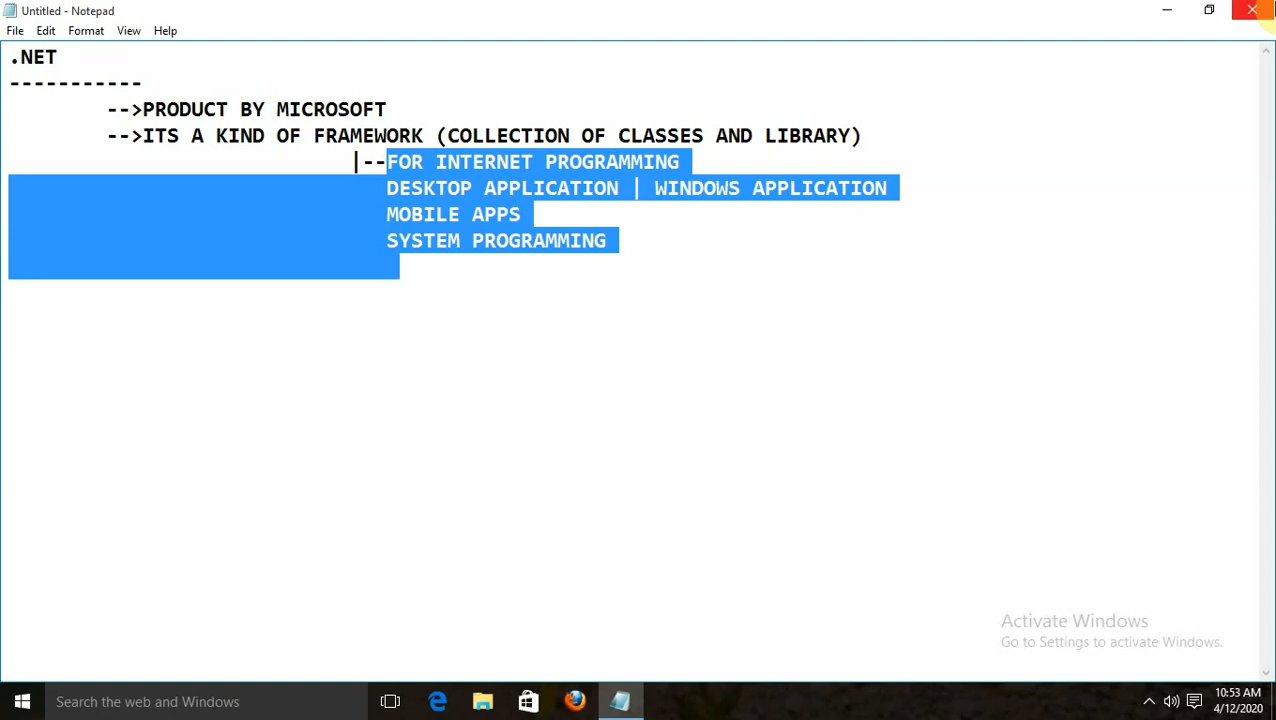 Untitled - Notepad
File Edit Format View Help
.NET
-----------
-->PRODUCT BY MICROSOFT
-->ITS A KIND OF FRAMEWORK (COLLECTION OF CLASSES AND LIBRARY)
|--FOR INTERNET PROGRAMMING
DESKTOP APPLICATION | WINDOWS APPLICATION
MOBILE APPS
SYSTEM PROGRAMMING
Activate Windows
Go to Settings to activate Windows.
Search the web and Windows
10:53 AM
4/12/2020